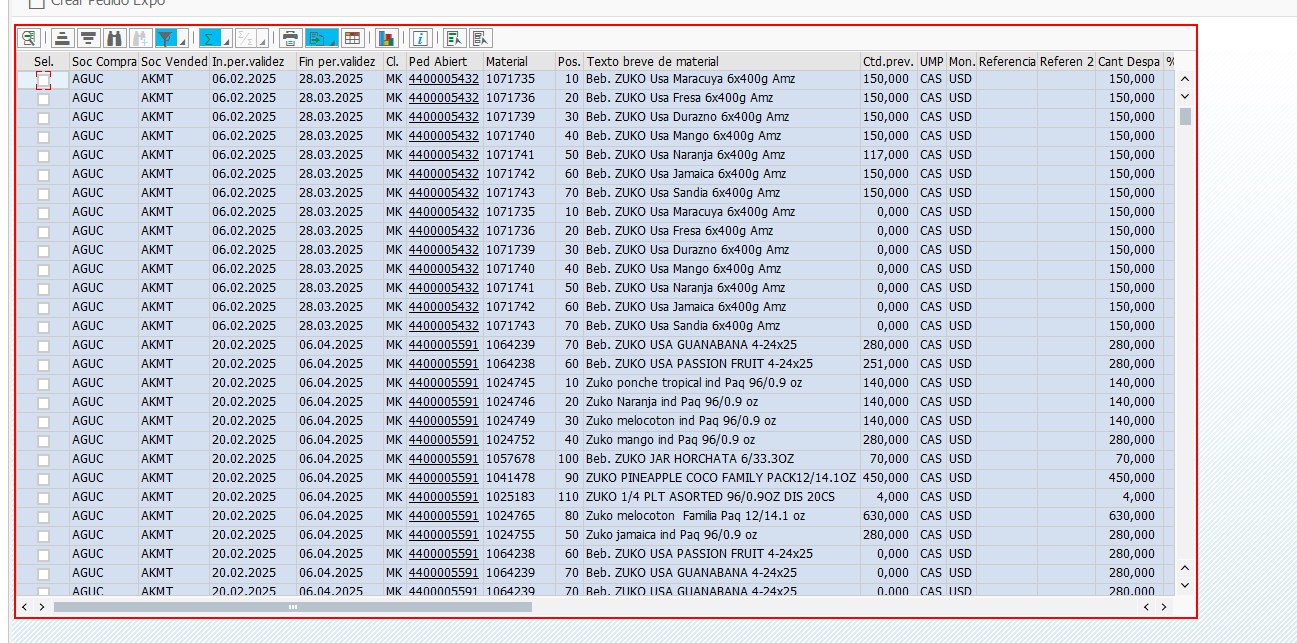 Crear Pedido Expo
Sel. Soc Compra Soc Vended In.per.validez Fin per.validez Cl. Ped Abiert Material Pos. Texto breve de material Ctd.prev. UMP Mon. Referencia Referen 2 Cant Despa %
AGUC AKMT 06.02.2025 28.03.2025 MK 4400005432 1071735 10 Beb. ZUKO Usa Maracuya 6x400g Amz 150,000 CAS USD 150,000
AGUC AKMT 06.02.2025 28.03.2025 MK 4400005432 1071736 20 Beb. ZUKO Usa Fresa 6x400g Amz 150,000 CAS USD 150,000
AGUC AKMT 06.02.2025 28.03.2025 MK 4400005432 1071739 30 Beb. ZUKO Usa Durazno 6x400g Amz 150,000 CAS USD 150,000
AGUC AKMT 06.02.2025 28.03.2025 MK 4400005432 1071740 40 Beb. ZUKO Usa Mango 6x400g Amz 150,000 CAS USD 150,000
AGUC AKMT 06.02.2025 28.03.2025 MK 4400005432 1071741 50 Beb. ZUKO Usa Naranja 6x400g Amz 117,000 CAS USD 150,000
AGUC AKMT 06.02.2025 28.03.2025 MK 4400005432 1071742 60 Beb. ZUKO Usa Jamaica 6x400g Amz 150,000 CAS USD 150,000
AGUC AKMT 06.02.2025 28.03.2025 MK 4400005432 1071743 70 Beb. ZUKO Usa Sandia 6x400g Amz 150,000 CAS USD 150,000
AGUC AKMT 06.02.2025 28.03.2025 MK 4400005432 1071735 10 Beb. ZUKO Usa Maracuya 6x400g Amz 0,000 CAS USD 150,000
AGUC AKMT 06.02.2025 28.03.2025 MK 4400005432 1071736 20 Beb. ZUKO Usa Fresa 6x400g Amz 0,000 CAS USD 150,000
AGUC AKMT 06.02.2025 28.03.2025 MK 4400005432 1071739 30 Beb. ZUKO Usa Durazno 6x400g Amz 0,000 CAS USD 150,000
AGUC AKMT 06.02.2025 28.03.2025 MK 4400005432 1071740 40 Beb. ZUKO Usa Mango 6x400g Amz 0,000 CAS USD 150,000
AGUC AKMT 06.02.2025 28.03.2025 MK 4400005432 1071741 50 Beb. ZUKO Usa Naranja 6x400g Amz 0,000 CAS USD 150,000
AGUC AKMT 06.02.2025 28.03.2025 MK 4400005432 1071742 60 Beb. ZUKO Usa Jamaica 6x400g Amz 0,000 CAS USD 150,000
AGUC AKMT 06.02.2025 28.03.2025 MK 4400005432 1071743 70 Beb. ZUKO Usa Sandia 6x400g Amz 0,000 CAS USD 150,000
AGUC AKMT 20.02.2025 06.04.2025 MK 4400005591 1064239 70 Beb. ZUKO USA GUANABANA 4-24x25 280,000 CAS USD 280,000
AGUC AKMT 20.02.2025 06.04.2025 MK 4400005591 1064238 60 Beb. ZUKO USA PASSION FRUIT 4-24x25 251,000 CAS USD 280,000
AGUC AKMT 20.02.2025 06.04.2025 MK 4400005591 1024745 10 Zuko ponche tropical ind Paq 96/0.9 oz 140,000 CAS USD 140,000
AGUC AKMT 20.02.2025 06.04.2025 MK 4400005591 1024746 20 Zuko Naranja ind Paq 96/0.9 oz 140,000 CAS USD 140,000
AGUC AKMT 20.02.2025 06.04.2025 MK 4400005591 1024749 30 Zuko melocoton ind Paq 96/0.9 oz 140,000 CAS USD 140,000
AGUC AKMT 20.02.2025 06.04.2025 MK 4400005591 1024752 40 Zuko mango ind Paq 96/0.9 oz 280,000 CAS USD 280,000
AGUC AKMT 20.02.2025 06.04.2025 MK 4400005591 1057678 100 Beb. ZUKO JAR HORCHATA 6/33.3OZ 70,000 CAS USD 70,000
AGUC AKMT 20.02.2025 06.04.2025 MK 4400005591 1041478 90 ZUKO PINEAPPLE COCO FAMILY PACK12/14.1OZ 450,000 CAS USD 450,000
AGUC AKMT 20.02.2025 06.04.2025 MK 4400005591 1025183 110 ZUKO 1/4 PLT ASORTED 96/0.9OZ DIS 20CS 4,000 CAS USD 4,000
AGUC AKMT 20.02.2025 06.04.2025 MK 4400005591 1024765 80 Zuko melocoton Familia Paq 12/14.1 oz 630,000 CAS USD 630,000
AGUC AKMT 20.02.2025 06.04.2025 MK 4400005591 1024755 50 Zuko jamaica ind Paq 96/0.9 oz 280,000 CAS USD 280,000
AGUC AKMT 20.02.2025 06.04.2025 MK 4400005591 1064238 60 Beb. ZUKO USA PASSION FRUIT 4-24x25 0,000 CAS USD 280,000
AGUC AKMT 20.02.2025 06.04.2025 MK 4400005591 1064239 70 Beb. ZUKO USA GUANABANA 4-24x25 0,000 CAS USD 280,000
AGUC AKMT 20.02.2025 06.04.2025 MK 4400005591 1064239 70 Beb. ZUKO USA GUANABANA 4-24x25 0,000 CAS USD 280,000